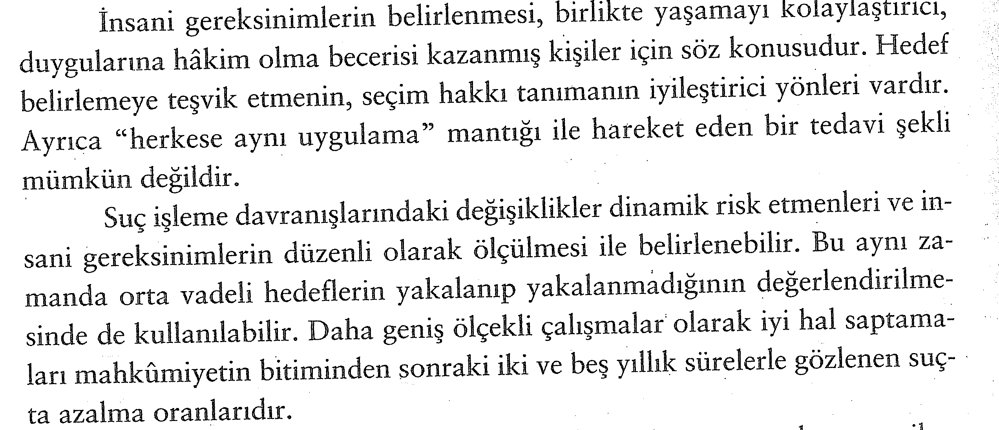 İnsani gereksinimlerin belirlenmesi, birlikte yaşamayı kolaylaştırıcı,
duygularına hâkim olma becerisi kazanmış kişiler için söz konusudur. Hedef
belirlemeye teşvik etmenin, seçim hakkı tanımanın iyileştirici yönleri vardır.
Ayrıca “herkese aynı uygulama” mantığı ile hareket eden bir tedavi şekli
mümkün değildir.
Suç işleme davranışlarındaki değişiklikler dinamik risk etmenleri ve in-
sani gereksinimlerin düzenli olarak ölçülmesi ile belirlenebilir. Bu aynı za-
manda orta vadeli hedeflerin yakalanıp yakalanmadığının değerlendirilme-
sinde de kullanılabilir. Daha geniş ölçekli çalışmalar olarak iyi hal saptama-
ları mahkûmiyetin bitiminden sonraki iki ve beş yıllık sürelerle gözlenen suç-
ta azalma oranlarıdır.